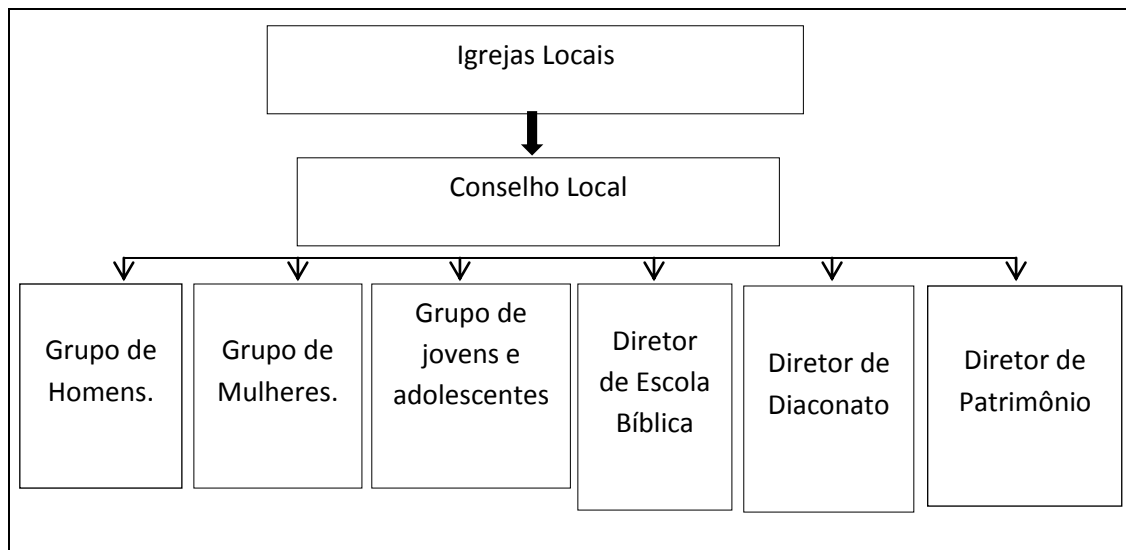 Igrejas Locais
Conselho Local
Grupo de
Homens.
Grupo de
Mulheres.
Grupo de
jovens e
adolescentes
Diretor
de Escola
Bíblica
Diretor de
Diaconato
Diretor de
Patrimônio